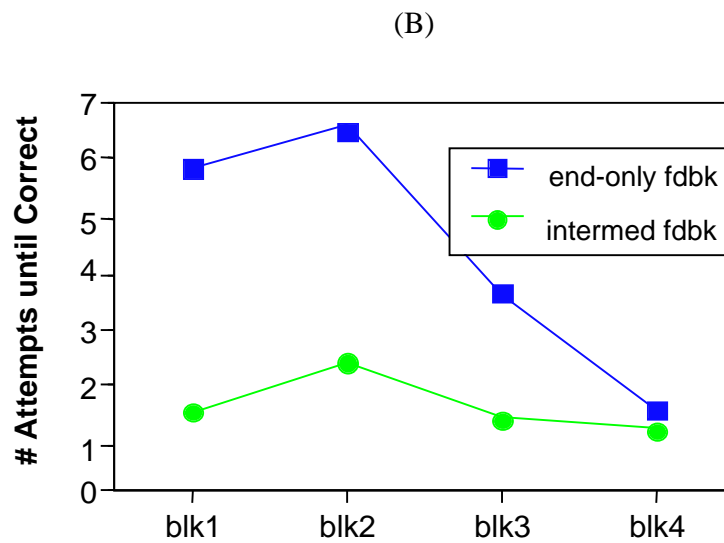 (B)
# Attempts until Correct
7
6
5
4
3
2
1
0
end-only fdbk
intermed fdbk
blk1 blk2 blk3 blk4